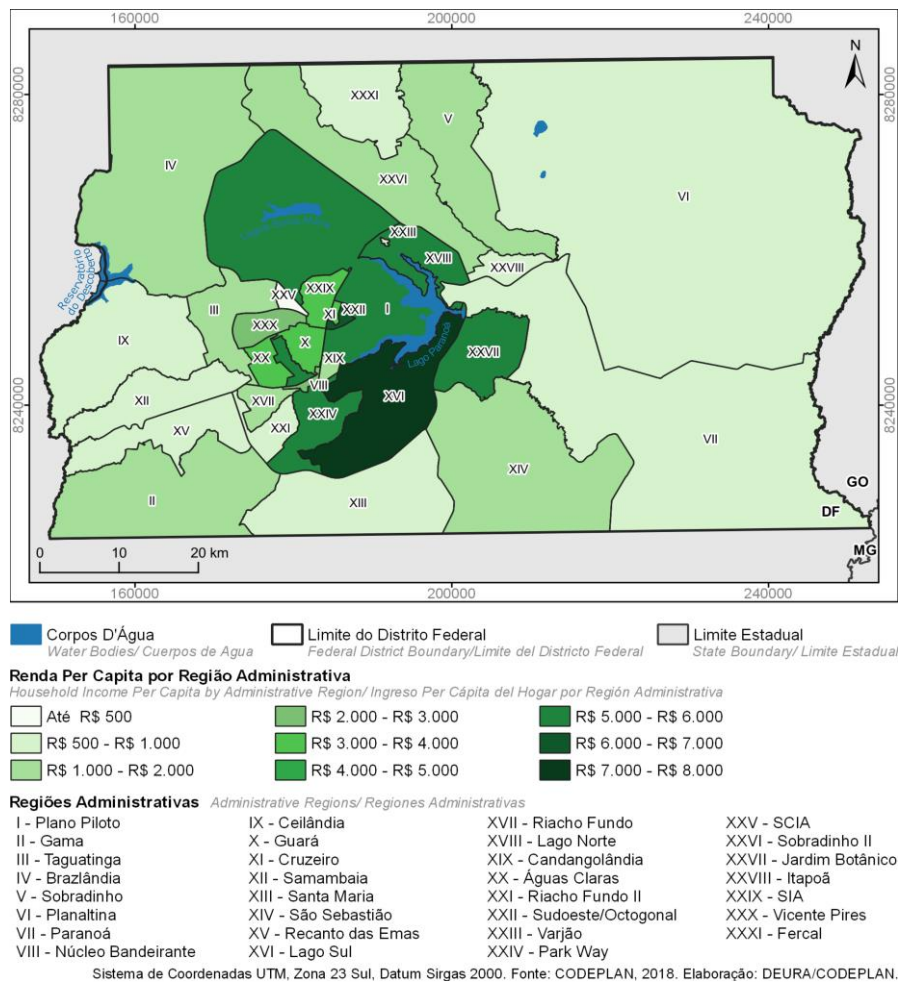 160000 200000 240000
N
8280000 8280000
XXXI
V
IV
XXVI
VI
XXIII
XVIII
XXVIII
Reservatório do Descoberto
XXV XXIX
III XI XXII I
IX
XXX X
XX XIX
Lago Paranoá
XXVII
VIII
8240000 8240000
XII XVII XVI
XXIV
XV XXI
VII
XIV
II XIII
GO
DF
MG
0 10 20 km
160000 200000 240000
Corpos D'Água Limite do Distrito Federal Limite Estadual
Water Bodies/ Cuerpos de Agua Federal District Boundary/Limite del Districto Federal State Boundary/ Limite Estadual
Renda Per Capita por Região Administrativa
Household Income Per Capita by Administrative Region/ Ingreso Per Cápita del Hogar por Región Administrativa
Até R$ 500 R$ 2.000 - R$ 3.000 R$ 5.000 - R$ 6.000
R$ 500 - R$ 1.000 R$ 3.000 - R$ 4.000 R$ 6.000 - R$ 7.000
R$ 1.000 - R$ 2.000 R$ 4.000 - R$ 5.000 R$ 7.000 - R$ 8.000
Regiões Administrativas Administrative Regions/ Regiones Administrativas
I - Plano Piloto IX - Ceilândia XVII - Riacho Fundo XXV - SCIA
II - Gama X - Guará XVIII - Lago Norte XXVI - Sobradinho II
III - Taguatinga XI - Cruzeiro XIX - Candangolândia XXVII - Jardim Botânico
IV - Brazlândia XII - Samambaia XX - Águas Claras XXVIII - Itapoã
V - Sobradinho XIII - Santa Maria XXI - Riacho Fundo II XXIX - SIA
VI - Planaltina XIV - São Sebastião XXII - Sudoeste/Octogonal XXX - Vicente Pires
VII - Paranoá XV - Recanto das Emas XXIII - Varjão XXXI - Fercal
VIII - Núcleo Bandeirante XVI - Lago Sul XXIV - Park Way
Sistema de Coordenadas UTM, Zona 23 Sul, Datum Sirgas 2000. Fonte: CODEPLAN, 2018. Elaboração: DEURA/CODEPLAN.